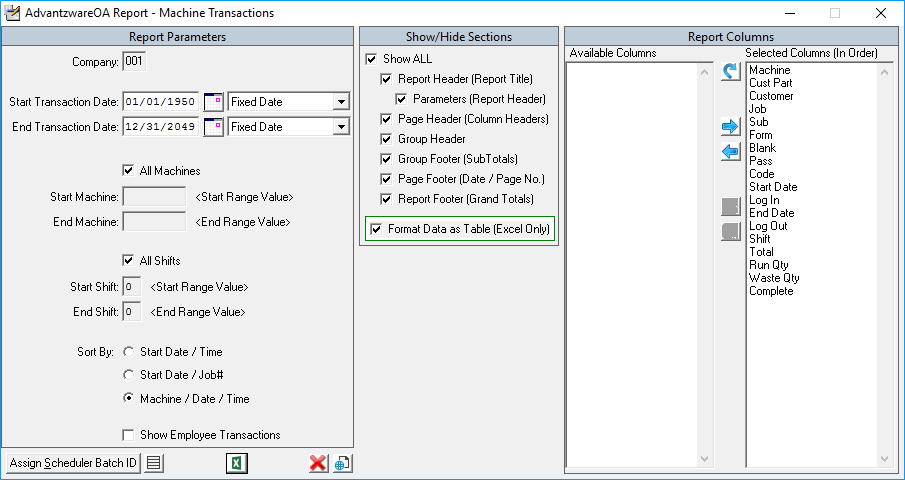 AdvantzwareOA Report - Machine Transactions
Report Parameters
Company: 001
Start Transaction Date: 01/01/1950 Fixed Date
End Transaction Date: 12/31/2049 Fixed Date
All Machines
Start Machine: <Start Range Value>
End Machine: <End Range Value>
All Shifts
Start Shift: 0 <Start Range Value>
End Shift: 0 <End Range Value>
Sort By: Start Date / Time
Start Date / Job#
Machine / Date / Time
Show Employee Transactions
Assign Scheduler Batch ID
Show/Hide Sections
Show ALL
Report Header (Report Title)
Parameters (Report Header)
Page Header (Column Headers)
Group Header
Group Footer (SubTotals)
Page Footer (Date / Page No.)
Report Footer (Grand Totals)
Format Data as Table (Excel Only)
Report Columns
Available Columns
Selected Columns (In Order)
Machine
Cust Part
Customer
Job
Sub
Form
Blank
Pass
Code
Start Date
Log In
End Date
Log Out
Shift
Total
Run Qty
Waste Qty
Complete